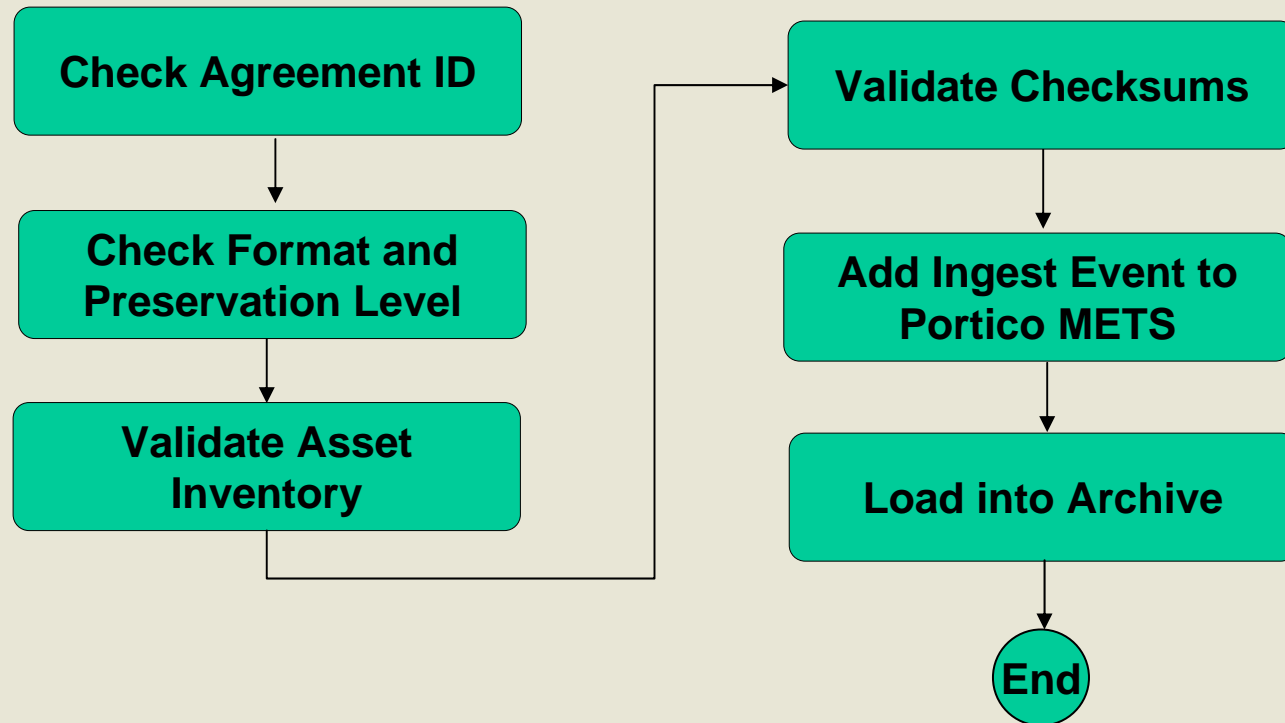 Check Agreement ID
Check Format and
Preservation Level
Validate Asset
Inventory
Validate Checksums
Add Ingest Event to
Portico METS
Load into Archive
End